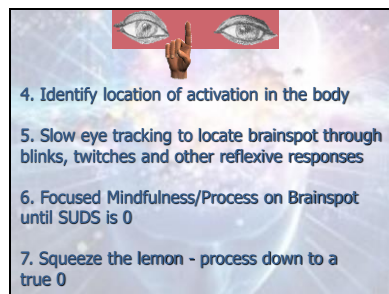 4. Identify location of activation in the body
5. Slow eye tracking to locate brainspot through
blinks, twitches and other reflexive responses
6. Focused Mindfulness/Process on Brainspot
until SUDS is 0
7. Squeeze the lemon - process down to a
true 0